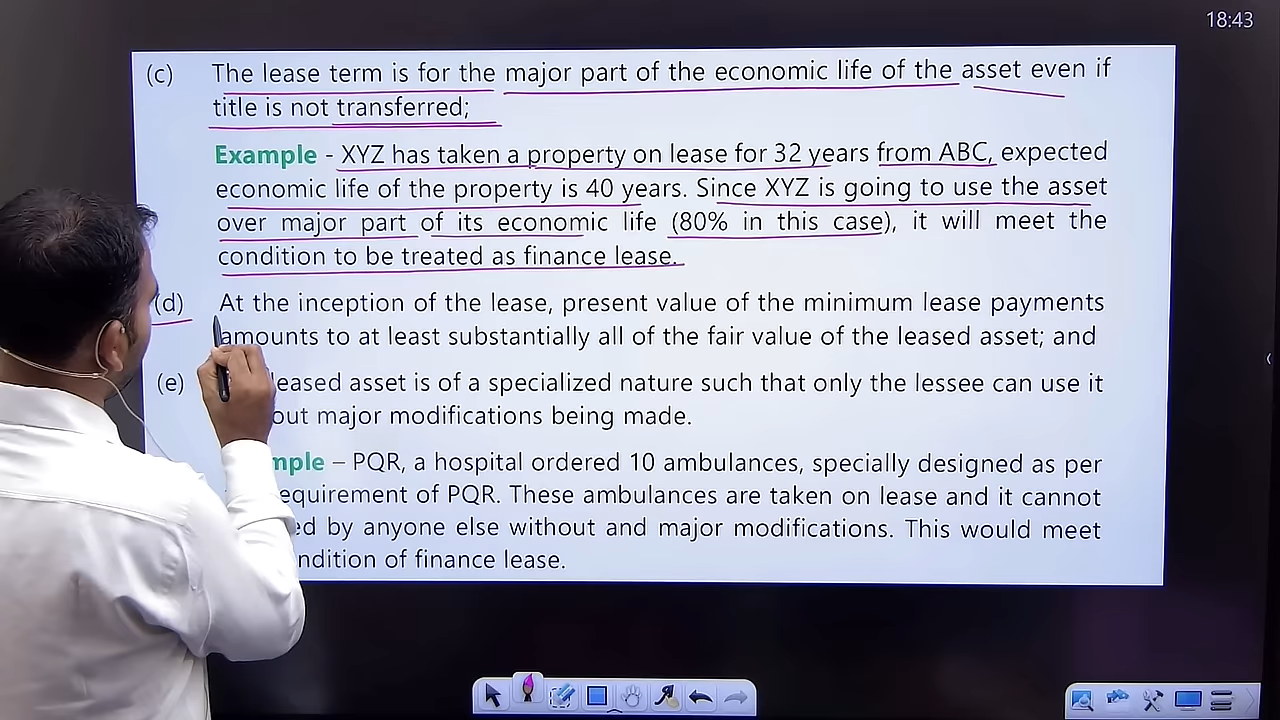 18:43
(c) The lease term is for the major part of the economic life of the asset even if
title is not transferred;
Example - XYZ has taken a property on lease for 32 years from ABC, expected
economic life of the property is 40 years. Since XYZ is going to use the asset
over major part of its economic life (80% in this case), it will meet the
condition to be treated as finance lease.
(d) At the inception of the lease, present value of the minimum lease payments
amounts to at least substantially all of the fair value of the leased asset; and
(e) leased asset is of a specialized nature such that only the lessee can use it
out major modifications being made.
mple – PQR, a hospital ordered 10 ambulances, specially designed as per
equirement of PQR. These ambulances are taken on lease and it cannot
ed by anyone else without and major modifications. This would meet
ndition of finance lease.